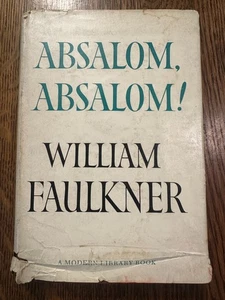 ABSALOM,
ABSALOM!
WILLIAM
FAULKNER
A MODERN LIBRARY BOOK